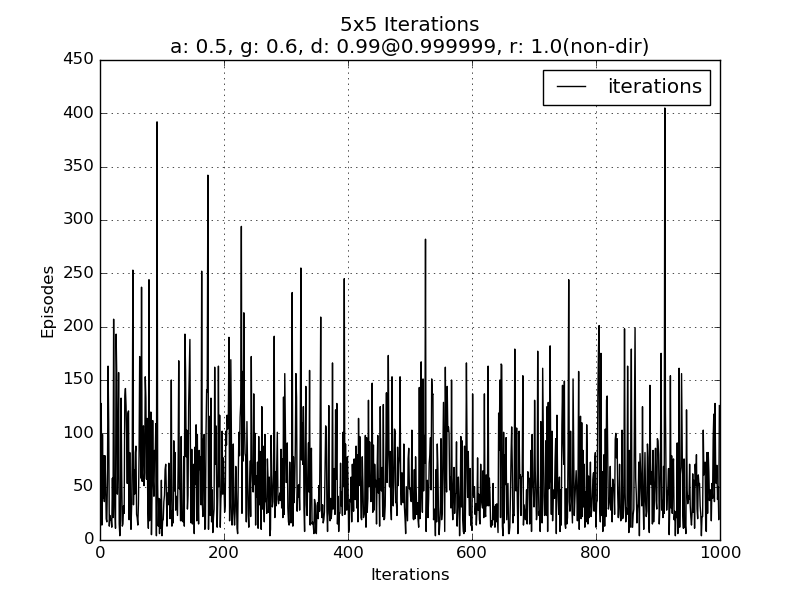 5x5 Iterations
a: 0.5, g: 0.6, d: 0.99@0.999999, r: 1.0(non-dir)
iterations
450
400
350
300
250
200
150
100
50
0
Episodes
0 200 400 600 800 1000
Iterations